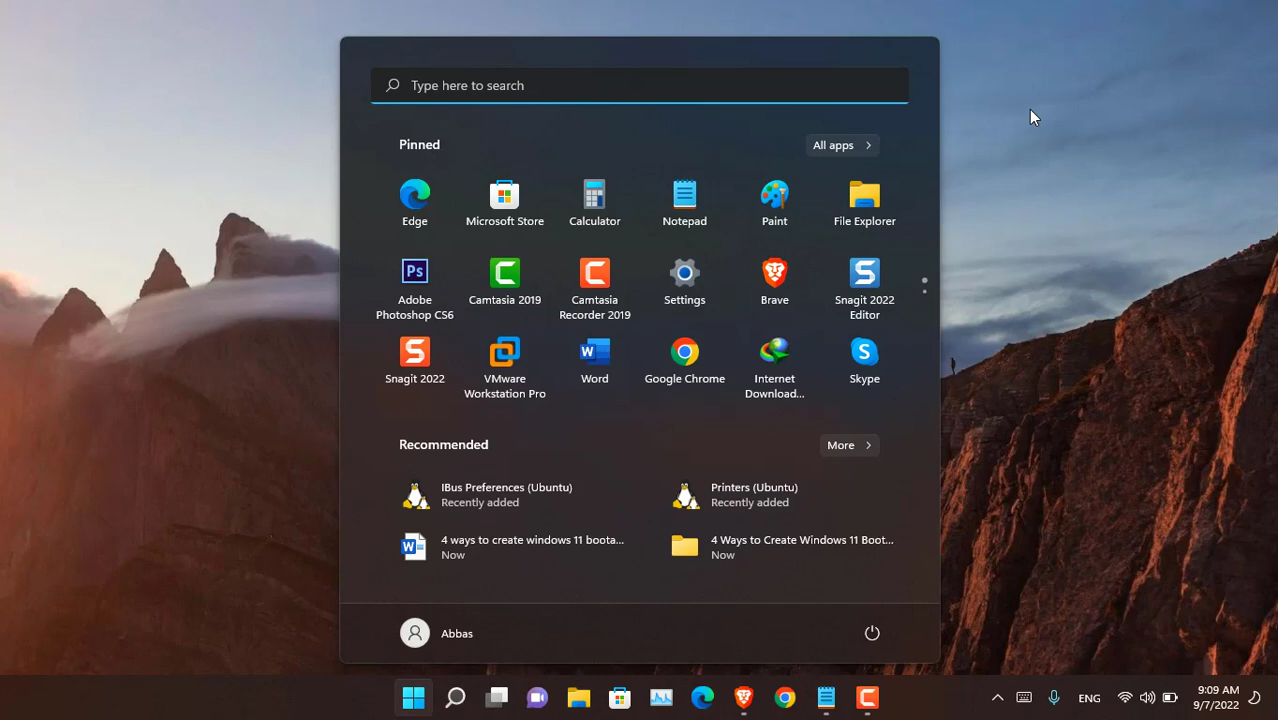 Type here to search
Pinned
All apps
Edge
Microsoft Store
Calculator
Notepad
Paint
File Explorer
Ps
Adobe
Photoshop CS6
Camtasia 2019
Camtasia
Recorder 2019
Settings
Brave
Snagit 2022
Editor
Snagit 2022
VMware
Workstation Pro
Word
Google Chrome
Internet
Download...
Skype
Recommended
More
IBus Preferences (Ubuntu)
Recently added
Printers (Ubuntu)
Recently added
4 ways to create windows 11 boota...
Now
4 Ways to Create Windows 11 Boot...
Now
Abbas
ENG
9:09 AM
9/7/2022